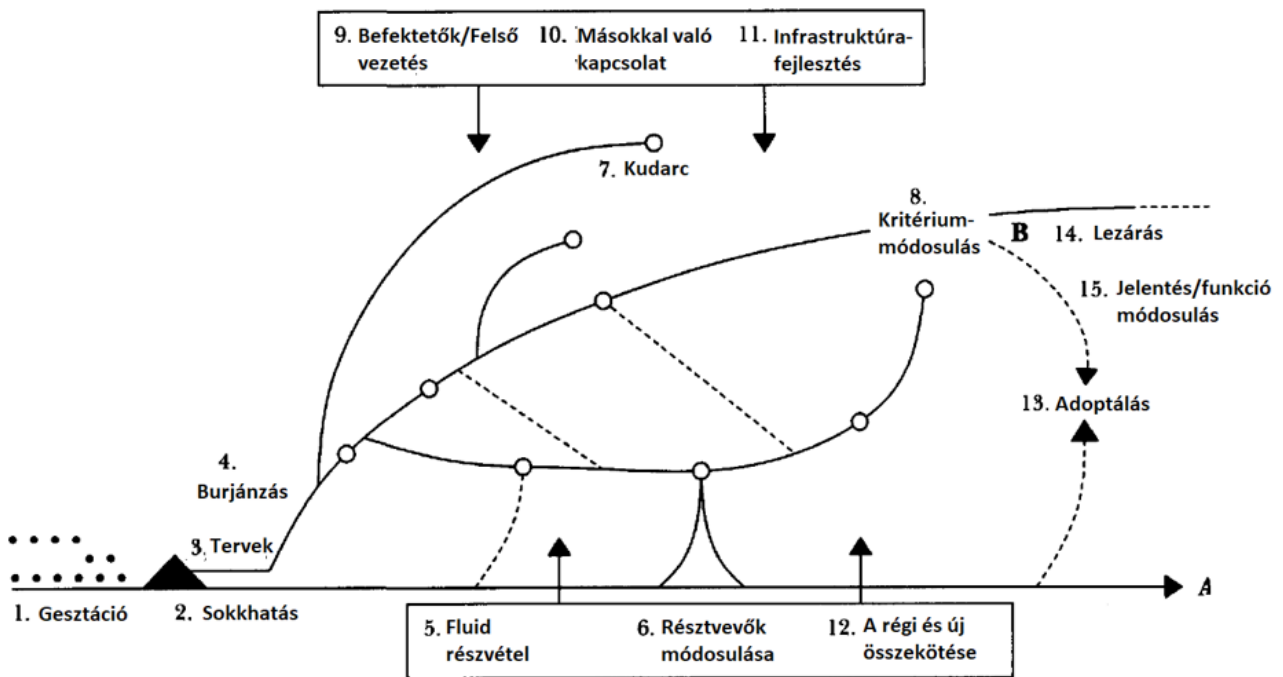 9. Befektetők/Felső
vezetés
10. Másokkal való
kapcsolat
11. Infrastruktúra-
fejlesztés
7. Kudarc
8.
Kritérium-
módosulás
B
14. Lezárás
15. Jelentés/funkció
módosulás
13. Adoptálás
4.
Burjánzás
3. Tervek
1. Gesztáció
2. Sokkhatás
A
5. Fluid
részvétel
6. Résztvevők
módosulása
12. A régi és új
összekötése